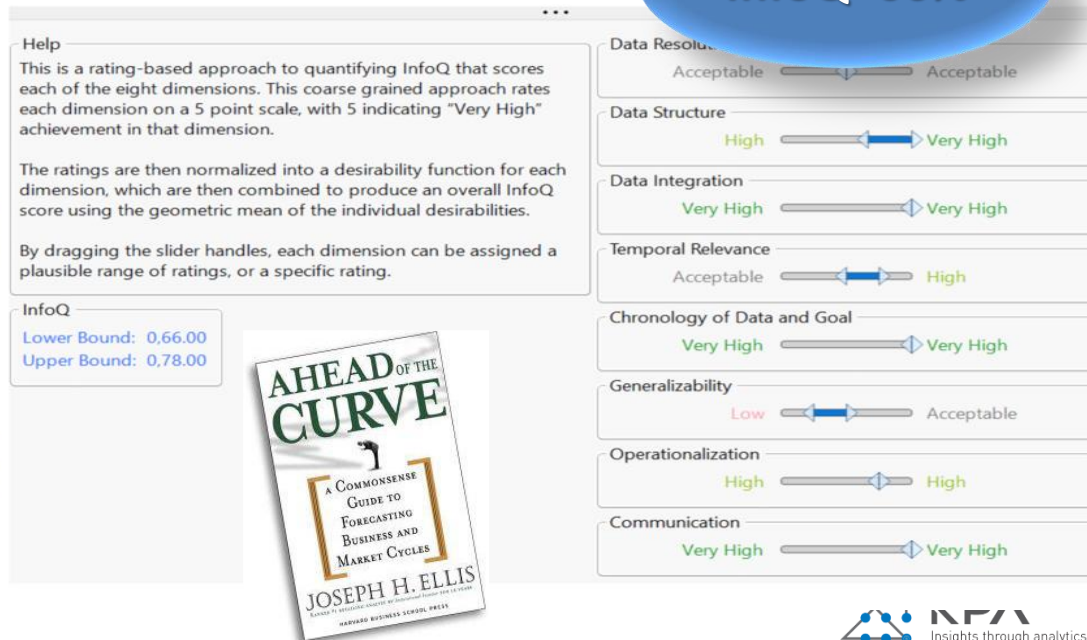 ...
Help
This is a rating-based approach to quantifying InfoQ that scores
each of the eight dimensions. This coarse grained approach rates
each dimension on a 5 point scale, with 5 indicating "Very High"
achievement in that dimension.
The ratings are then normalized into a desirability function for each
dimension, which are then combined to produce an overall InfoQ
score using the geometric mean of the individual desirabilities.
By dragging the slider handles, each dimension can be assigned a
plausible range of ratings, or a specific rating.
InfoQ
Lower Bound: 0,66.00
Upper Bound: 0,78.00
Data
Acceptable Acceptable
Data Structure
High Very High
Data Integration
Very High Very High
Temporal Relevance
Acceptable High
Chronology of Data and Goal
Very High Very High
Generalizability
Low Acceptable
Operationalization
High High
Communication
Very High Very High
AHEAD OF THE
CURVE
A COMMONSENSE
GUIDE TO
FORECASTING
BUSINESS AND
MARKET CYCLES
JOSEPH H. ELLIS
HARVARD BUSINESS SCHOOL PRESS
KPA
Insights through analytics